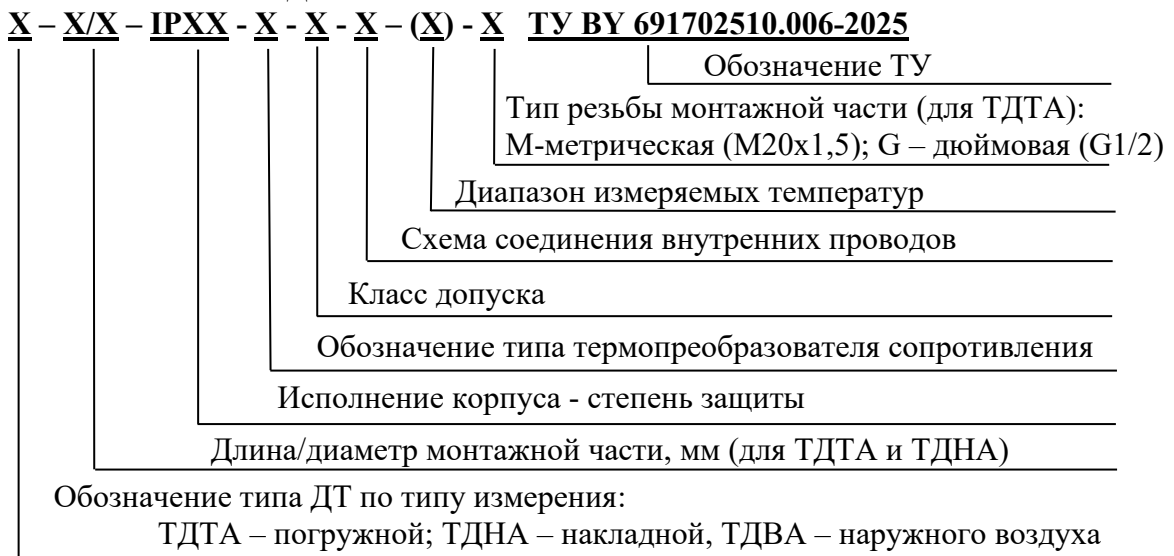 X – X/X – IPXX - X - X - X – (X) - X ТУ BY 691702510.006-2025
Обозначение ТУ
Тип резьбы монтажной части (для ТДТА):
М-метрическая (М20х1,5); G – дюймовая (G1/2)
Диапазон измеряемых температур
Схема соединения внутренних проводов
Класс допуска
Обозначение типа термопреобразователя сопротивления
Исполнение корпуса - степень защиты
Длина/диаметр монтажной части, мм (для ТДТА и ТДНА)
Обозначение типа ДТ по типу измерения:
ТДТА – погружной; ТДНА – накладной, ТДВА – наружного воздуха